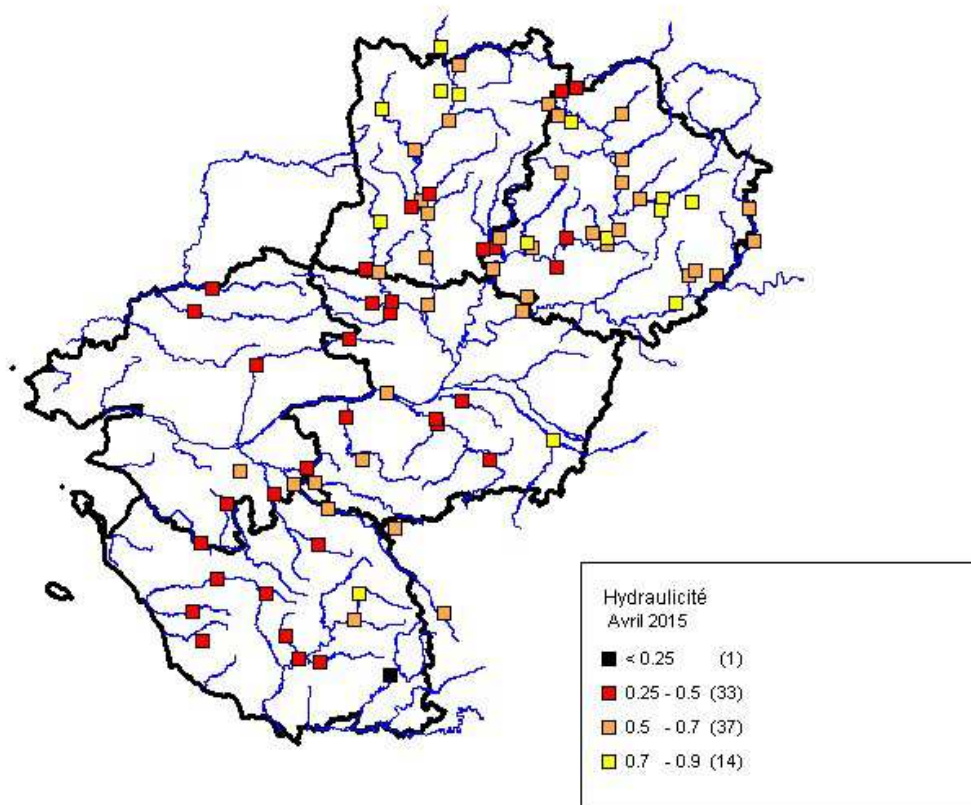 Hydraulicité
Avril 2015
< 0.25 (1)
0.25 - 0.5 (33)
0.5 - 0.7 (37)
0.7 - 0.9 (14)